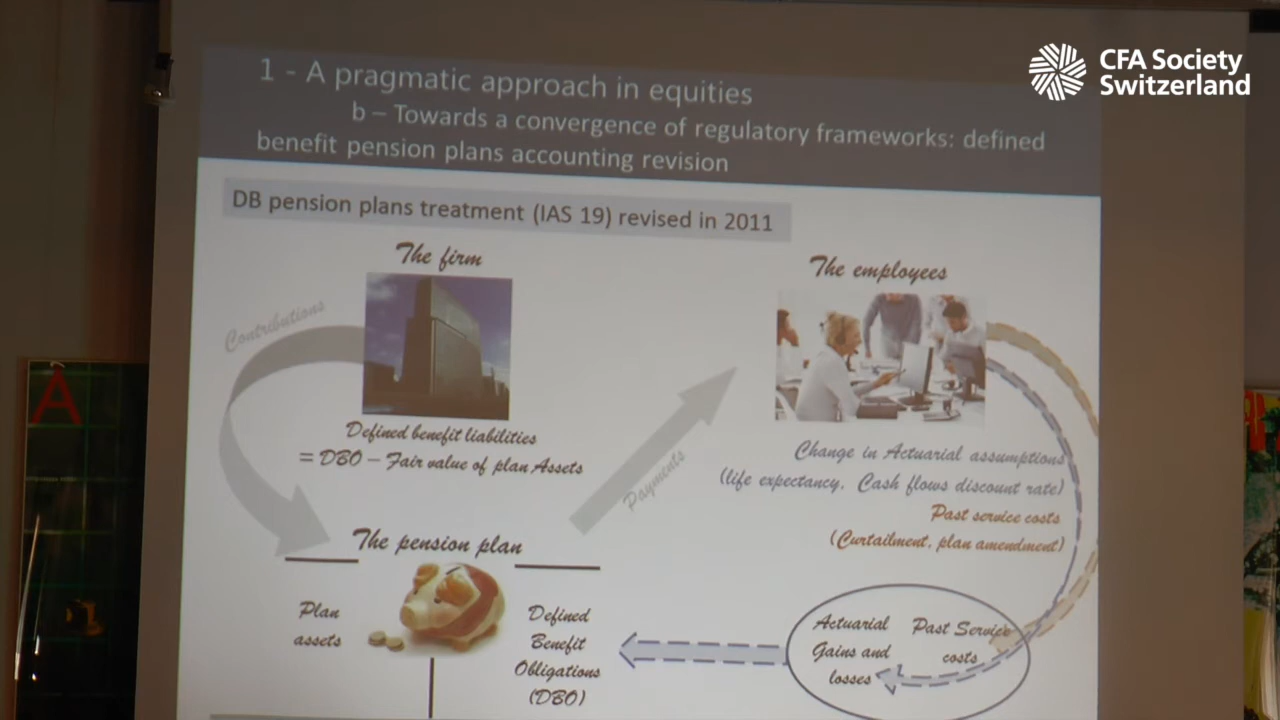 CFA Society
Switzerland
1 - A pragmatic approach in equities
b – Towards a convergence of regulatory frameworks: defined
benefit pension plans accounting revision
DB pension plans treatment (IAS 19) revised in 2011
The firm
The employees
Contributions
Defined benefit liabilities
= DBO – Fair value of plan Assets
Payments
Change in Actuarial assumptions
(life expectancy, Cash flows discount rate)
Past service costs
(Curtailment, plan amendment)
The pension plan
Plan
assets
Defined
Benefit
Obligations
(DBO)
Actuarial
Gains and
losses
Past Service
costs
A